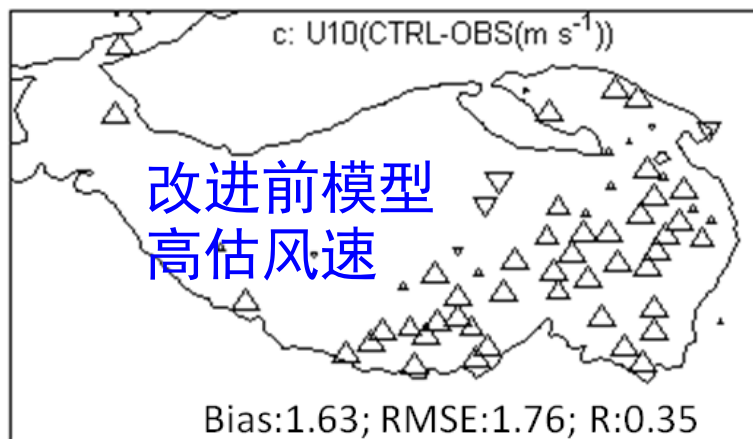 c: U10(CTRL-OBS(m s⁻¹))
改进前模型
高估风速
Bias:1.63; RMSE:1.76; R:0.35